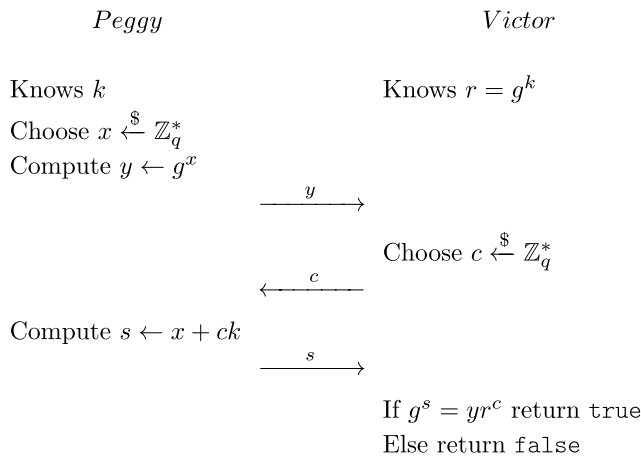 Peggy Victor
Knows k Knows r = g^k
Choose x ←$ ℤ_q^*
Compute y ← g^x
y
Choose c ←$ ℤ_q^*
c
Compute s ← x + ck
s
If g^s = yr^c return true
Else return false